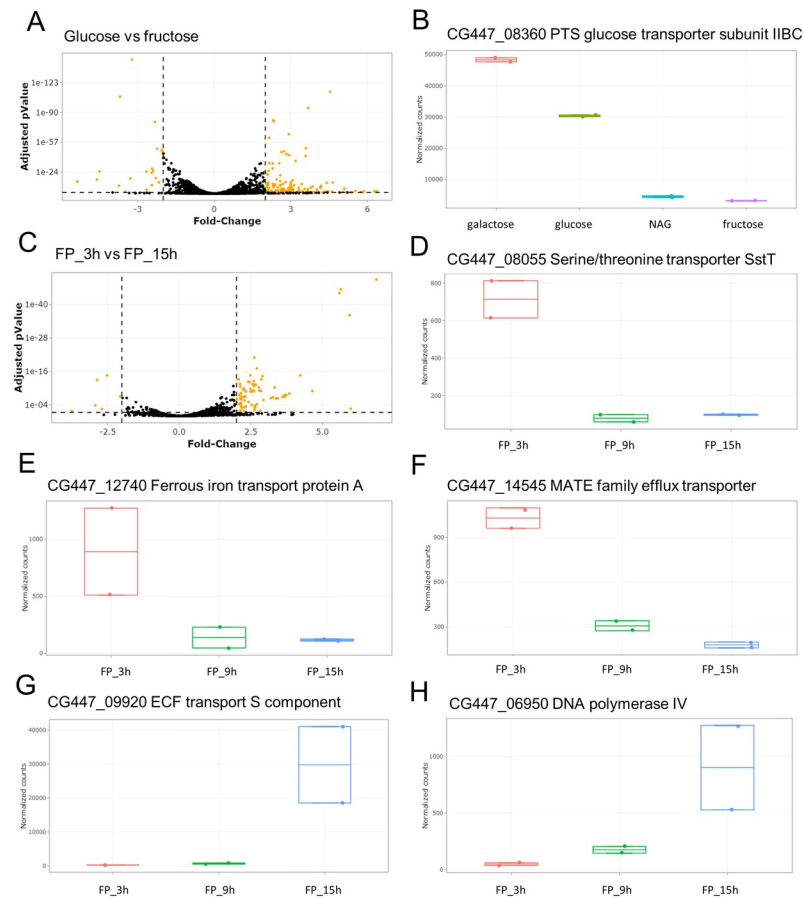 A
Glucose vs fructose
Adjusted pValue
1e-123
1e-90
1e-57
1e-24
-3
0
3
6
Fold-Change
B
CG447_08360 PTS glucose transporter subunit IIBC
Normalized counts
50000
30000
10000
galactose
glucose
NAG
fructose
C
FP_3h vs FP_15h
Adjusted pValue
1e-40
1e-28
1e-16
1e-04
-2.5
0.0
2.5
5.0
Fold-Change
D
CG447_08055 Serine/threonine transporter SstT
Normalized counts
800
600
400
200
FP_3h
FP_9h
FP_15h
E
CG447_12740 Ferrous iron transport protein A
Normalized counts
1000
500
0
FP_3h
FP_9h
FP_15h
F
CG447_14545 MATE family efflux transporter
Normalized counts
900
600
300
FP_3h
FP_9h
FP_15h
G
CG447_09920 ECF transport S component
Normalized counts
40000
30000
20000
10000
0
FP_3h
FP_9h
FP_15h
H
CG447_06950 DNA polymerase IV
Normalized counts
1000
500
0
FP_3h
FP_9h
FP_15h